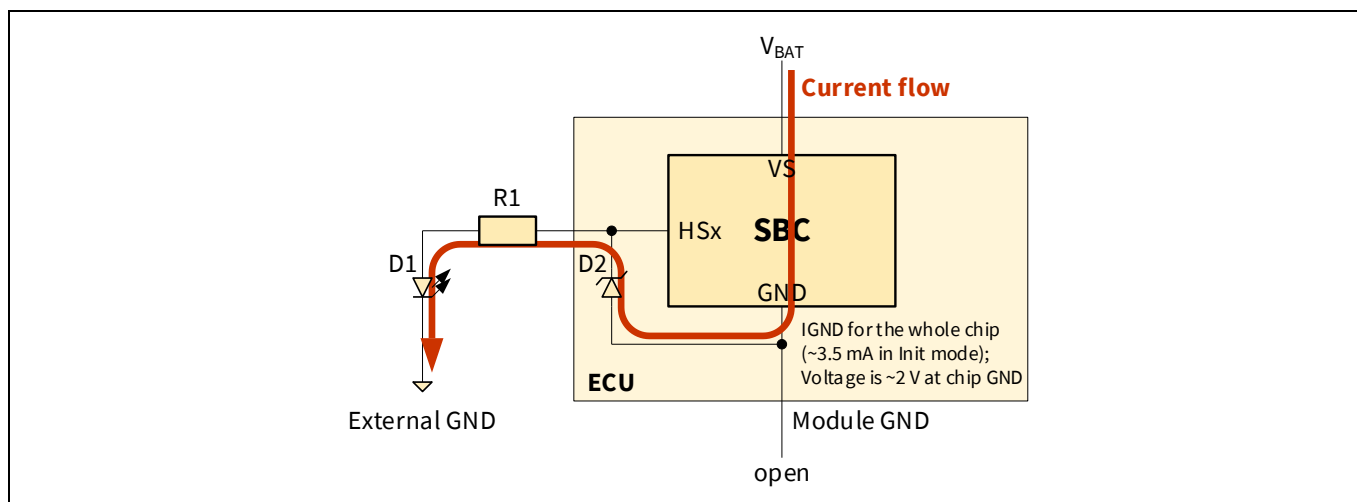 V_BAT
Current flow
VS
R1
HSx
SBC
D1
D2
GND
IGND for the whole chip
(~3.5 mA in Init mode);
Voltage is ~2 V at chip GND
ECU
External GND
Module GND
open